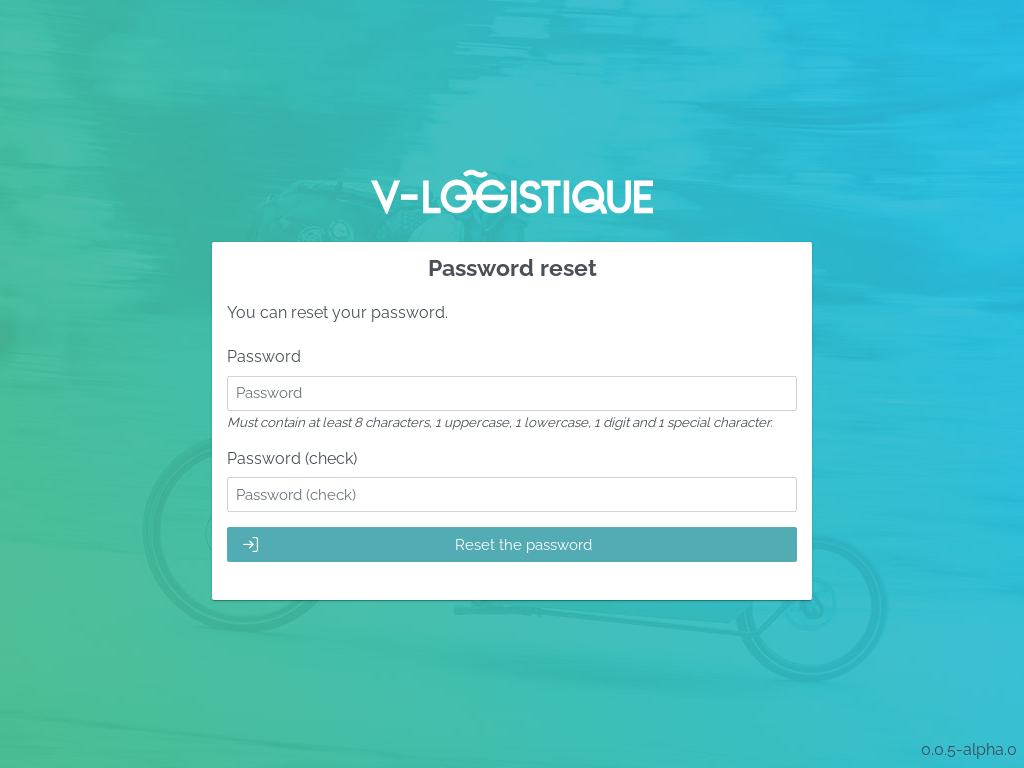 V-LOGISTIQUE
Password reset
You can reset your password.
Password
Password
Must contain at least 8 characters, 1 uppercase, 1 lowercase, 1 digit and 1 special character.
Password (check)
Password (check)
Reset the password
0.0.5-alpha.0